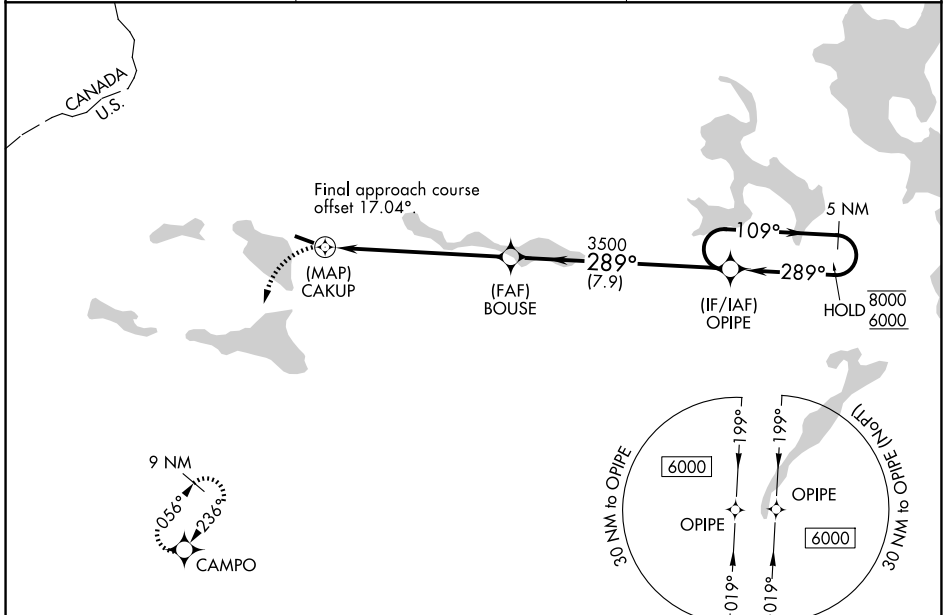 CANADA
U.S.
Final approach course
offset 17.04°.
(MAP)
CAKUP
(FAF)
BOUSE
3500
289°
(7.9)
109°
289°
5 NM
(IF/IAF)
OPIPE
HOLD
8000
6000
9 NM
056°
236°
CAMPO
30 NM to OPIPE
199°
6000
OPIPE
019°
199°
OPIPE
6000
019°
30 NM to OPIPE (NoPT)